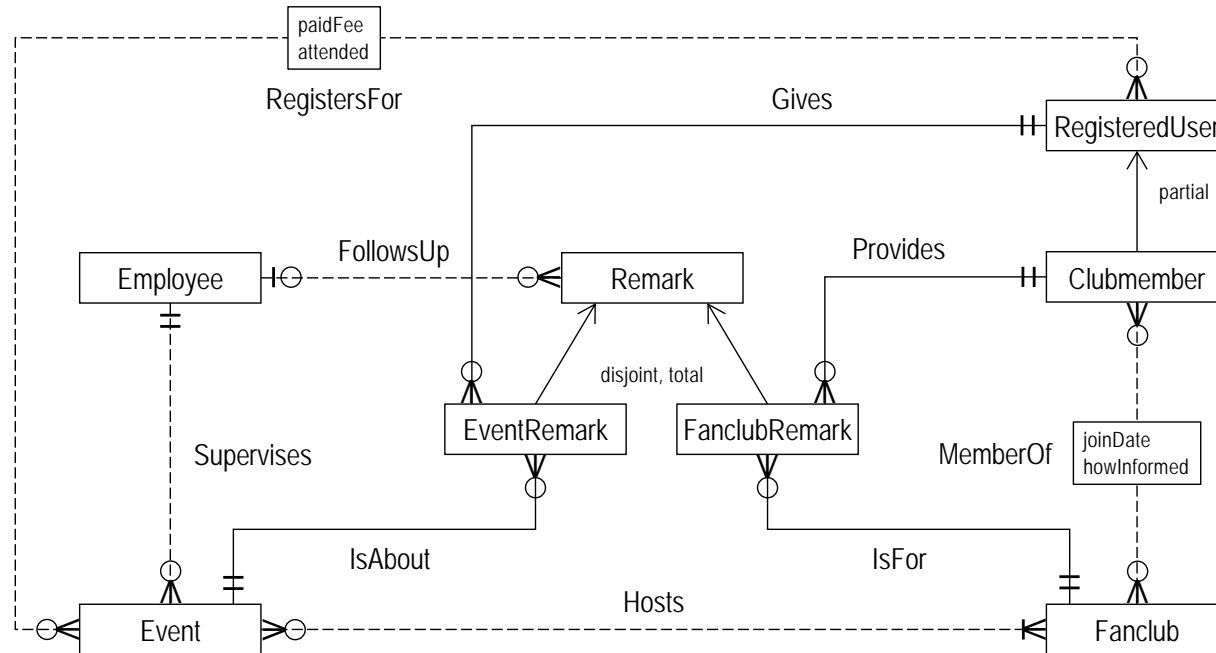 paidFee
attended
RegistersFor
Gives
RegisteredUser
partial
Employee
FollowsUp
Remark
Provides
Clubmember
disjoint, total
EventRemark
FanclubRemark
Supervises
MemberOf
joinDate
howInformed
IsAbout
IsFor
Hosts
Event
Fanclub